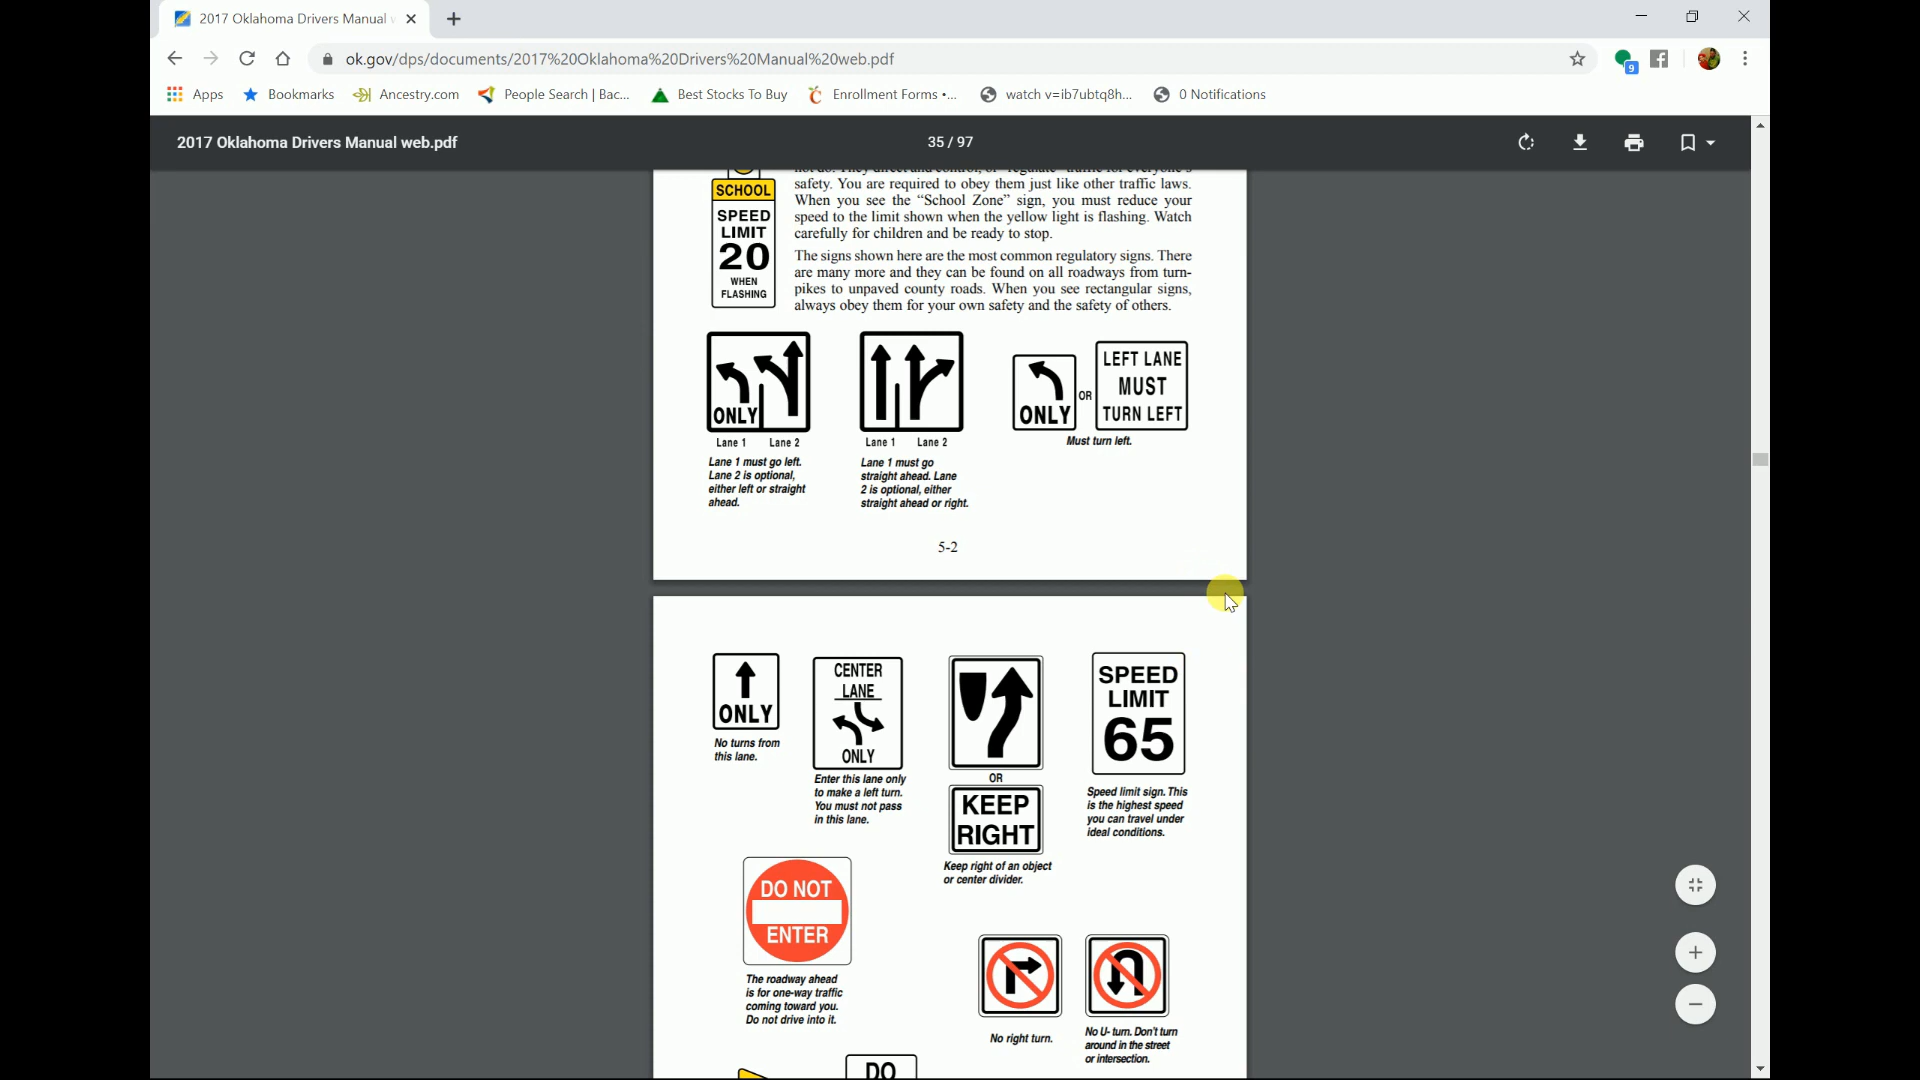 2017 Oklahoma Drivers Manual
ok.gov/dps/documents/2017%20Oklahoma%20Drivers%20Manual%20web.pdf
9
Apps
Bookmarks
Ancestry.com
People Search | Bac...
Best Stocks To Buy
Enrollment Forms •...
watch v=ib7ubtq8h...
0 Notifications
2017 Oklahoma Drivers Manual web.pdf
35 / 97
SCHOOL
SPEED
LIMIT
20
WHEN
FLASHING
not do. They direct and control, or "regulate" traffic for everyone's
safety. You are required to obey them just like other traffic laws.
When you see the “School Zone” sign, you must reduce your
speed to the limit shown when the yellow light is flashing. Watch
carefully for children and be ready to stop.
The signs shown here are the most common regulatory signs. There
are many more and they can be found on all roadways from turn-
pikes to unpaved county roads. When you see rectangular signs,
always obey them for your own safety and the safety of others.
ONLY
Lane 1 Lane 2
Lane 1 must go left.
Lane 2 is optional,
either left or straight
ahead.
Lane 1 Lane 2
Lane 1 must go
straight ahead. Lane
2 is optional, either
straight ahead or right.
ONLY
OR
LEFT LANE
MUST
TURN LEFT
Must turn left.
5-2
ONLY
No turns from
this lane.
CENTER
LANE
ONLY
Enter this lane only
to make a left turn.
You must not pass
in this lane.
OR
KEEP
RIGHT
Keep right of an object
or center divider.
SPEED
LIMIT
65
Speed limit sign. This
is the highest speed
you can travel under
ideal conditions.
DO NOT
ENTER
The roadway ahead
is for one-way traffic
coming toward you.
Do not drive into it.
No right turn.
No U- turn. Don't turn
around in the street
or intersection.
DO